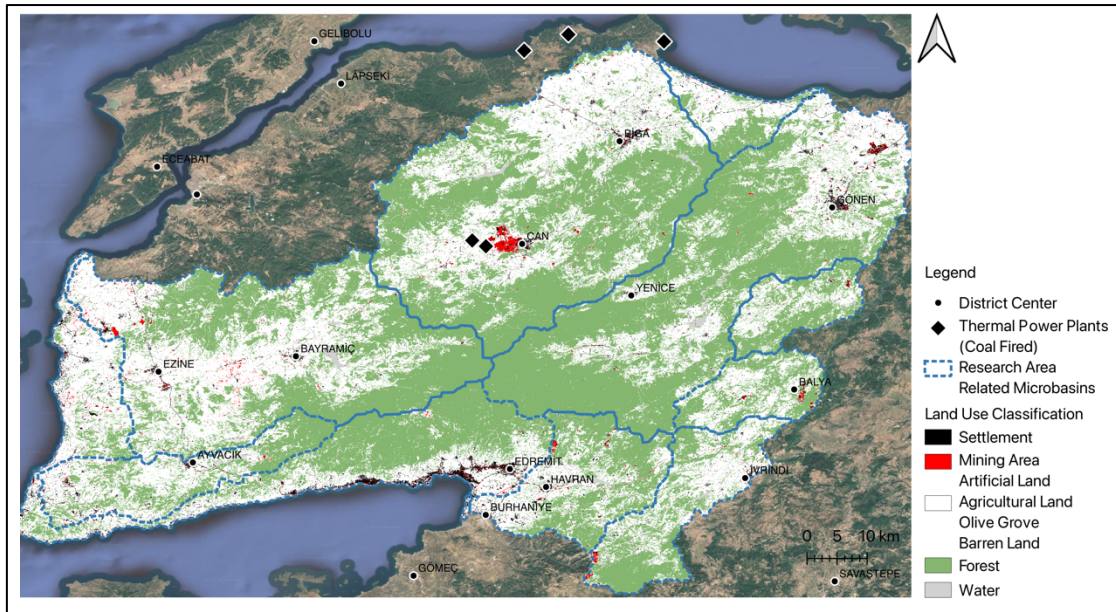 GELİBOLU
LAPSEKİ
ECEABAT
BİGA
GÖNEN
ÇAN
YENİCE
BAYRAMİÇ
EZİNE
BALYA
AYVACIK
EDREMİT
HAVRAN
İVRİNDİ
BURHANİYE
GÖMEÇ
SAVAŞTEPE
0 5 10 km
Legend
District Center
Thermal Power Plants
(Coal Fired)
Research Area
Related Microbasins
Land Use Classification
Settlement
Mining Area
Artificial Land
Agricultural Land
Olive Grove
Barren Land
Forest
Water